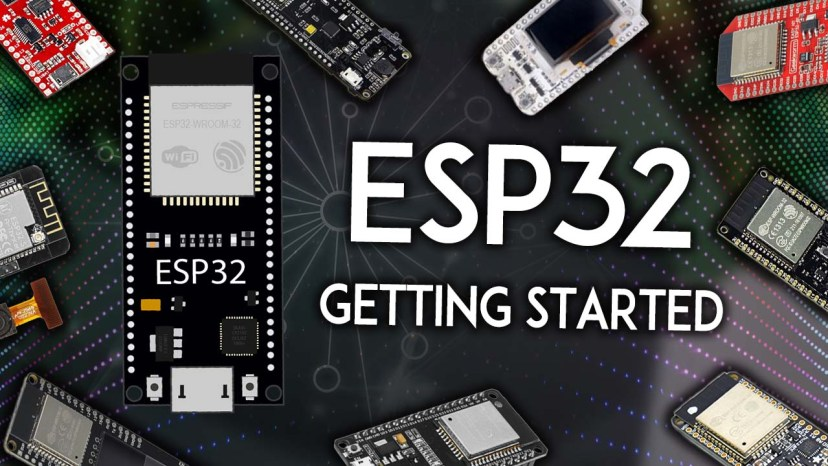 ESPRESSIF
ESP32-WROOM-32
WiFi
ESP32
ESP32
GETTING STARTED